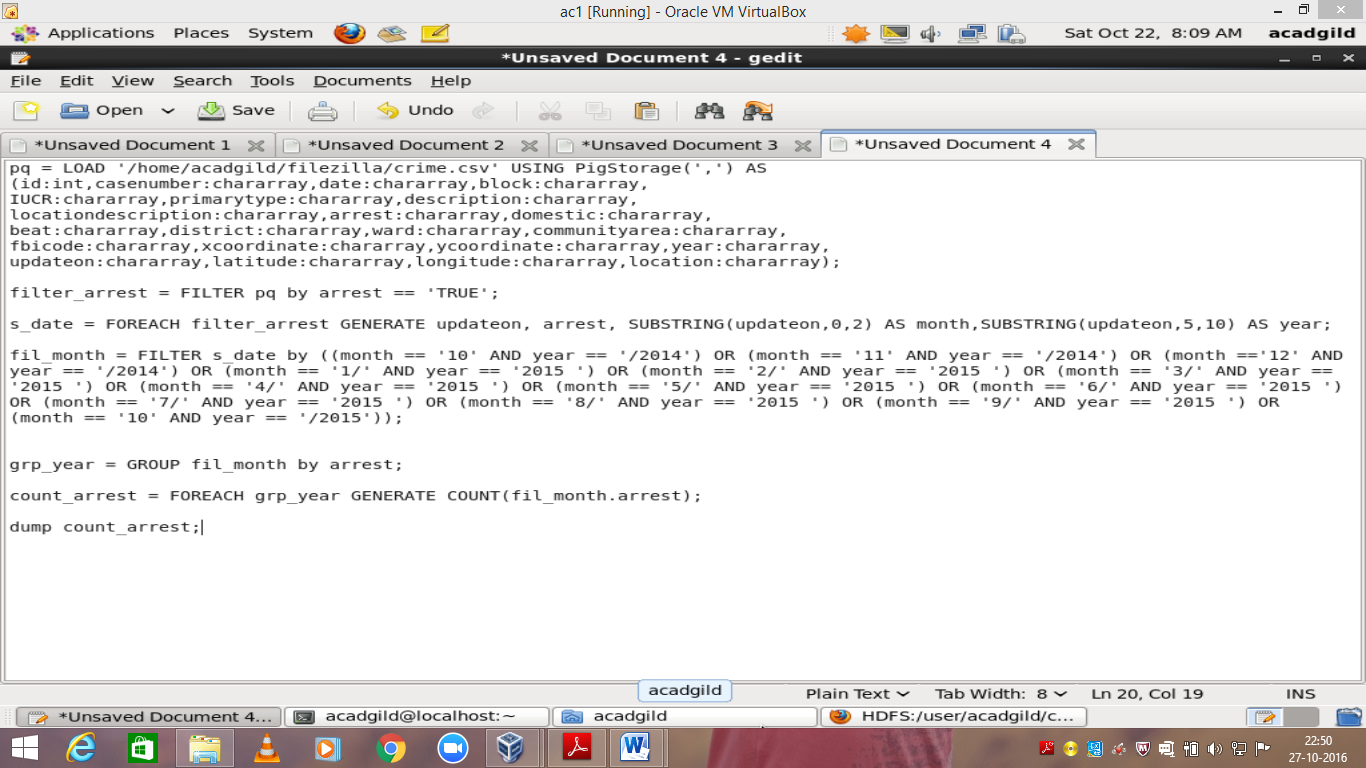 ac1 [Running] - Oracle VM VirtualBox
Applications Places System Sat Oct 22, 8:09 AM acadgild
*Unsaved Document 4 - gedit
File Edit View Search Tools Documents Help
Open Save Undo
*Unsaved Document 1 *Unsaved Document 2 *Unsaved Document 3 *Unsaved Document 4
pq = LOAD '/home/acadgild/filezilla/crime.csv' USING PigStorage(',') AS
(id:int,casenumber:chararray,date:chararray,block:chararray,
IUCR:chararray,primarytype:chararray,description:chararray,
locationdescription:chararray,arrest:chararray,domestic:chararray,
beat:chararray,district:chararray,ward:chararray,communityarea:chararray,
fbicode:chararray,xcoordinate:chararray,ycoordinate:chararray,year:chararray,
updateon:chararray,latitude:chararray,longitude:chararray,location:chararray);
filter_arrest = FILTER pq by arrest == 'TRUE';
s_date = FOREACH filter_arrest GENERATE updateon, arrest, SUBSTRING(updateon,0,2) AS month,SUBSTRING(updateon,5,10) AS year;
fil_month = FILTER s_date by ((month == '10' AND year == '/2014') OR (month == '11' AND year == '/2014') OR (month =='12' AND
year == '/2014') OR (month == '1/' AND year == '2015 ') OR (month == '2/' AND year == '2015 ') OR (month == '3/' AND year ==
'2015 ') OR (month == '4/' AND year == '2015 ') OR (month == '5/' AND year == '2015 ') OR (month == '6/' AND year == '2015 ')
OR (month == '7/' AND year == '2015 ') OR (month == '8/' AND year == '2015 ') OR (month == '9/' AND year == '2015 ') OR
(month == '10' AND year == '/2015'));
grp_year = GROUP fil_month by arrest;
count_arrest = FOREACH grp_year GENERATE COUNT(fil_month.arrest);
dump count_arrest;
acadgild
Plain Text Tab Width: 8 Ln 20, Col 19 INS
*Unsaved Document 4... acadgild@localhost:~ acadgild HDFS:/user/acadgild/c...
22:50
27-10-2016